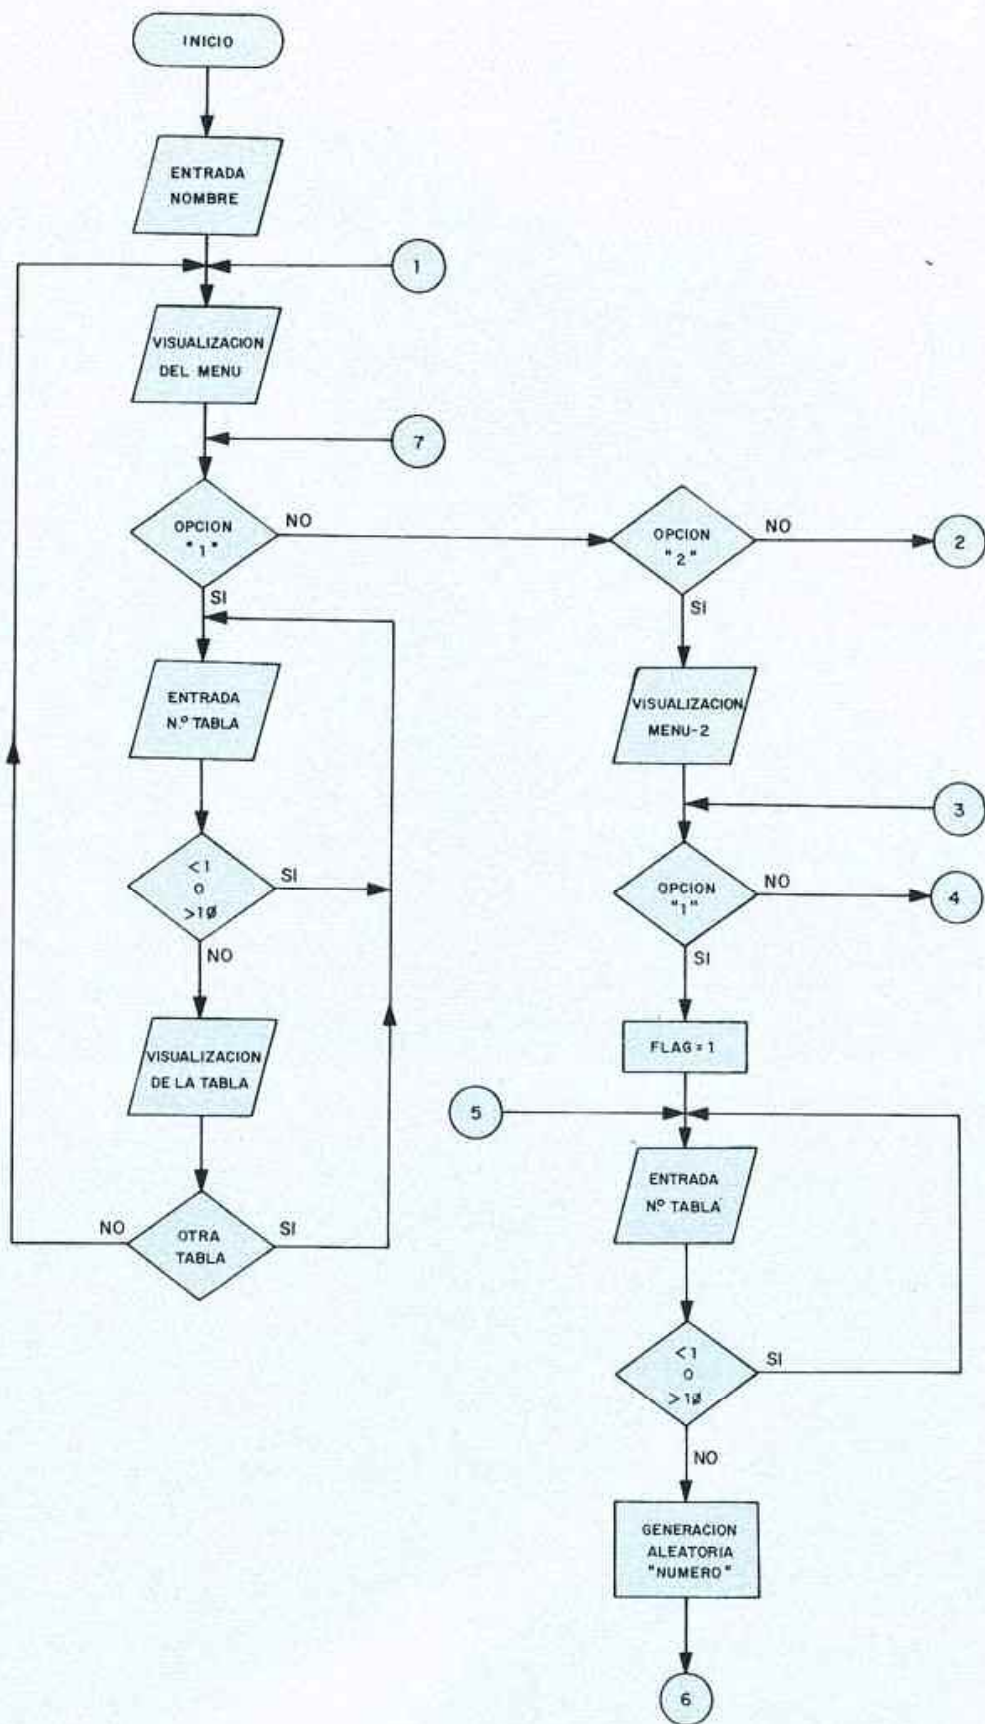 INICIO
ENTRADA
NOMBRE
1
VISUALIZACION
DEL MENU
7
OPCION
"1"
NO
SI
OPCION
"2"
NO
2
SI
ENTRADA
N.º TABLA
VISUALIZACION
MENU-2
3
<1
O
>1Ø
SI
NO
OPCION
"1"
NO
4
SI
VISUALIZACION
DE LA TABLA
FLAG = 1
5
OTRA
TABLA
NO
SI
ENTRADA
Nº TABLA
<1
O
>1Ø
SI
NO
GENERACION
ALEATORIA
"NUMERO"
6